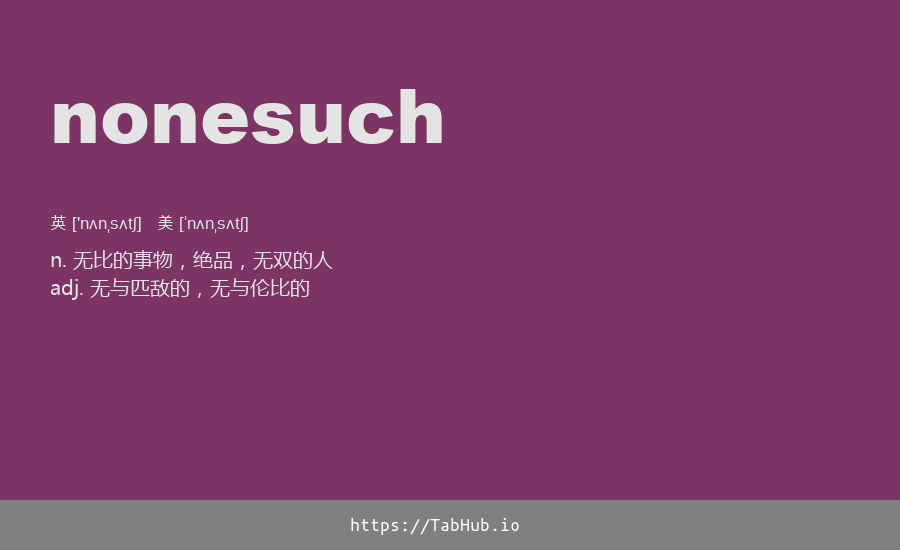 nonesuch
英 ['nʌnˌsʌtʃ] 美 [ˈnʌnˌsʌtʃ]
n. 无比的事物，绝品，无双的人
adj. 无与匹敌的，无与伦比的
https://TabHub.io